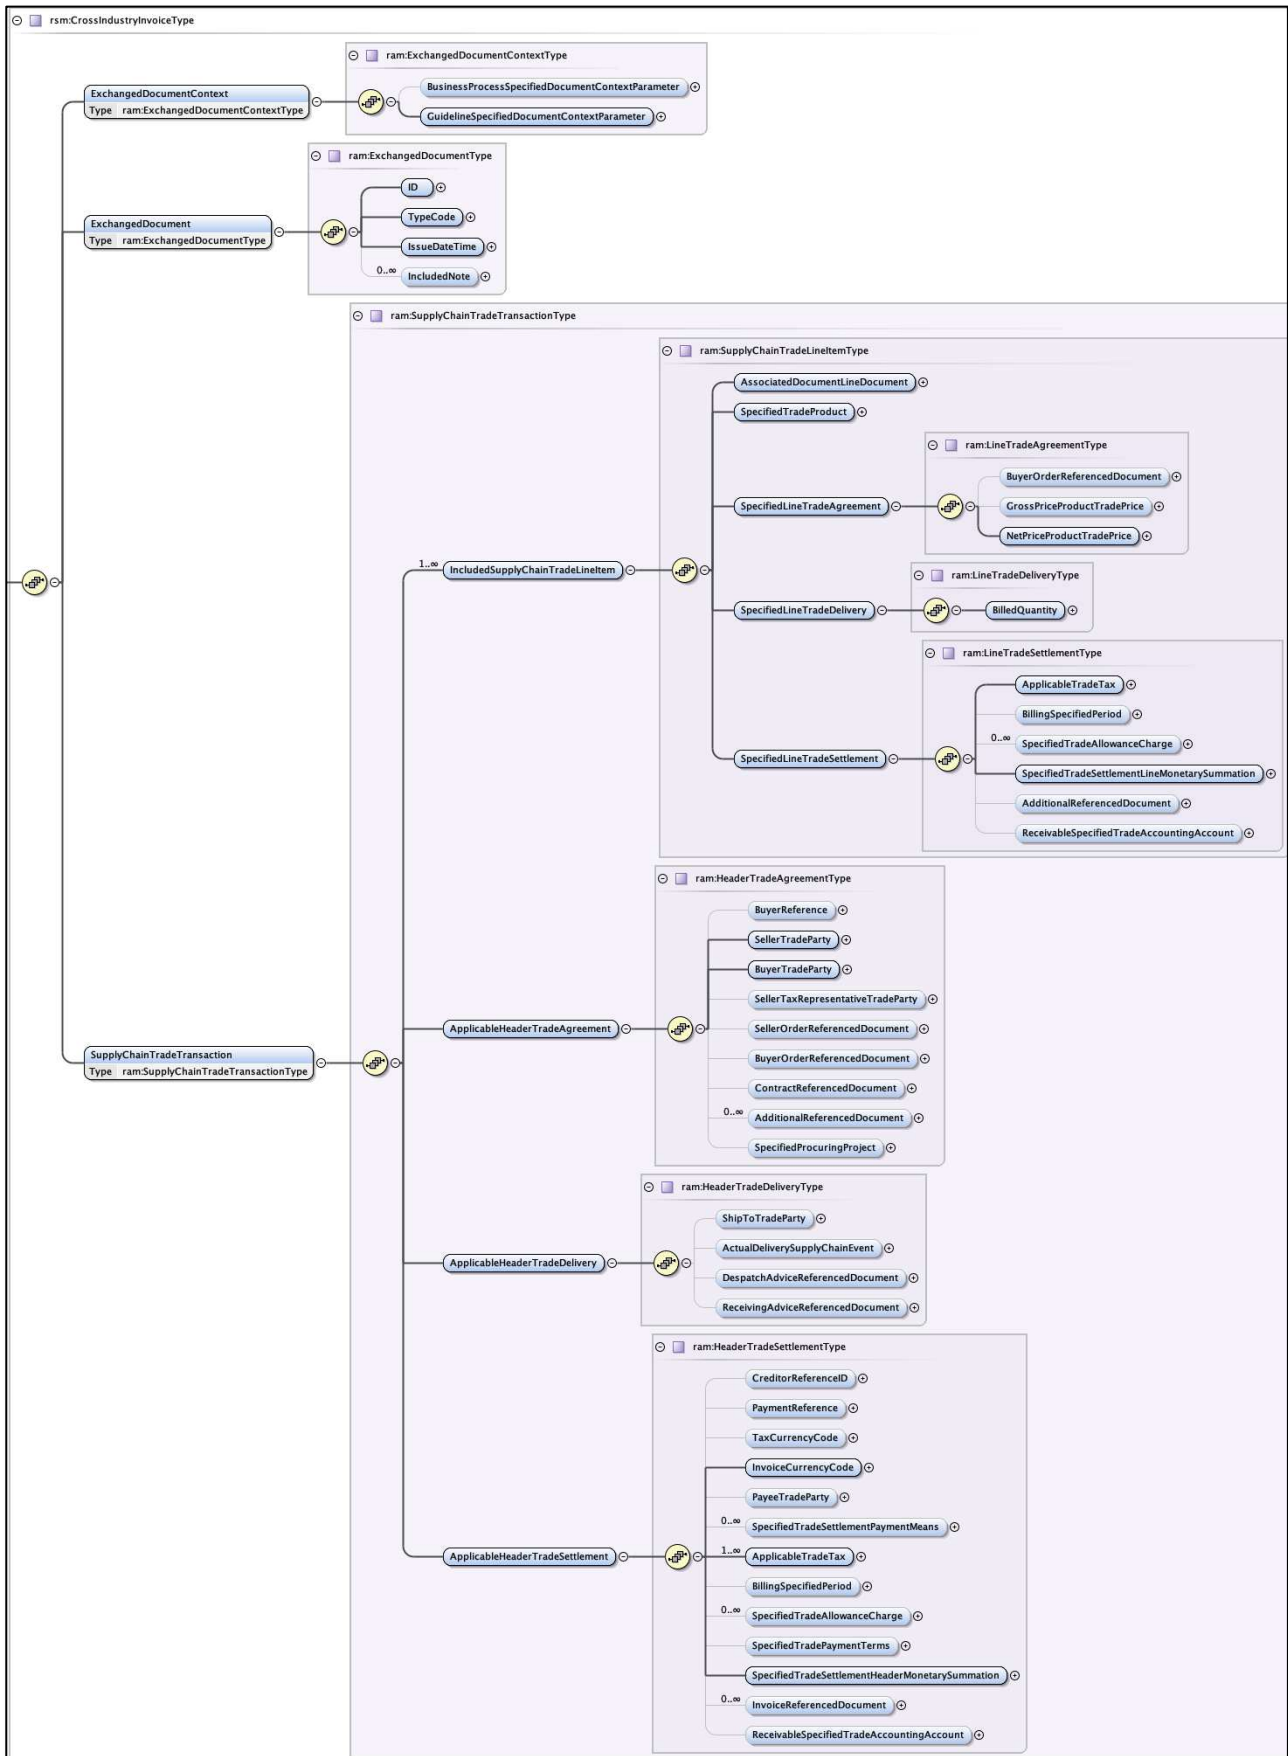 rsm:CrossIndustryInvoiceType
ram:ExchangedDocumentContextType
BusinessProcessSpecifiedDocumentContextParameter
ExchangedDocumentContext
Type ram:ExchangedDocumentContextType
GuidelineSpecifiedDocumentContextParameter
ram:ExchangedDocumentType
ID
TypeCode
ExchangedDocument
Type ram:ExchangedDocumentType
IssueDateTime
0..∞ IncludedNote
ram:SupplyChainTradeTransactionType
ram:SupplyChainTradeLineItemType
AssociatedDocumentLineDocument
SpecifiedTradeProduct
ram:LineTradeAgreementType
BuyerOrderReferencedDocument
SpecifiedLineTradeAgreement
GrossPriceProductTradePrice
NetPriceProductTradePrice
1..∞ IncludedSupplyChainTradeLineItem
ram:LineTradeDeliveryType
SpecifiedLineTradeDelivery
BilledQuantity
ram:LineTradeSettlementType
ApplicableTradeTax
BillingSpecifiedPeriod
0..∞ SpecifiedTradeAllowanceCharge
SpecifiedLineTradeSettlement
SpecifiedTradeSettlementLineMonetarySummation
AdditionalReferencedDocument
ReceivableSpecifiedTradeAccountingAccount
ram:HeaderTradeAgreementType
BuyerReference
SellerTradeParty
BuyerTradeParty
SellerTaxRepresentativeTradeParty
ApplicableHeaderTradeAgreement
SellerOrderReferencedDocument
BuyerOrderReferencedDocument
SupplyChainTradeTransaction
Type ram:SupplyChainTradeTransactionType
ContractReferencedDocument
0..∞ AdditionalReferencedDocument
SpecifiedProcuringProject
ram:HeaderTradeDeliveryType
ShipToTradeParty
ActualDeliverySupplyChainEvent
ApplicableHeaderTradeDelivery
DespatchAdviceReferencedDocument
ReceivingAdviceReferencedDocument
ram:HeaderTradeSettlementType
CreditorReferenceID
PaymentReference
TaxCurrencyCode
InvoiceCurrencyCode
PayeeTradeParty
0..∞ SpecifiedTradeSettlementPaymentMeans
ApplicableHeaderTradeSettlement
1..∞ ApplicableTradeTax
BillingSpecifiedPeriod
0..∞ SpecifiedTradeAllowanceCharge
SpecifiedTradePaymentTerms
SpecifiedTradeSettlementHeaderMonetarySummation
0..∞ InvoiceReferencedDocument
ReceivableSpecifiedTradeAccountingAccount